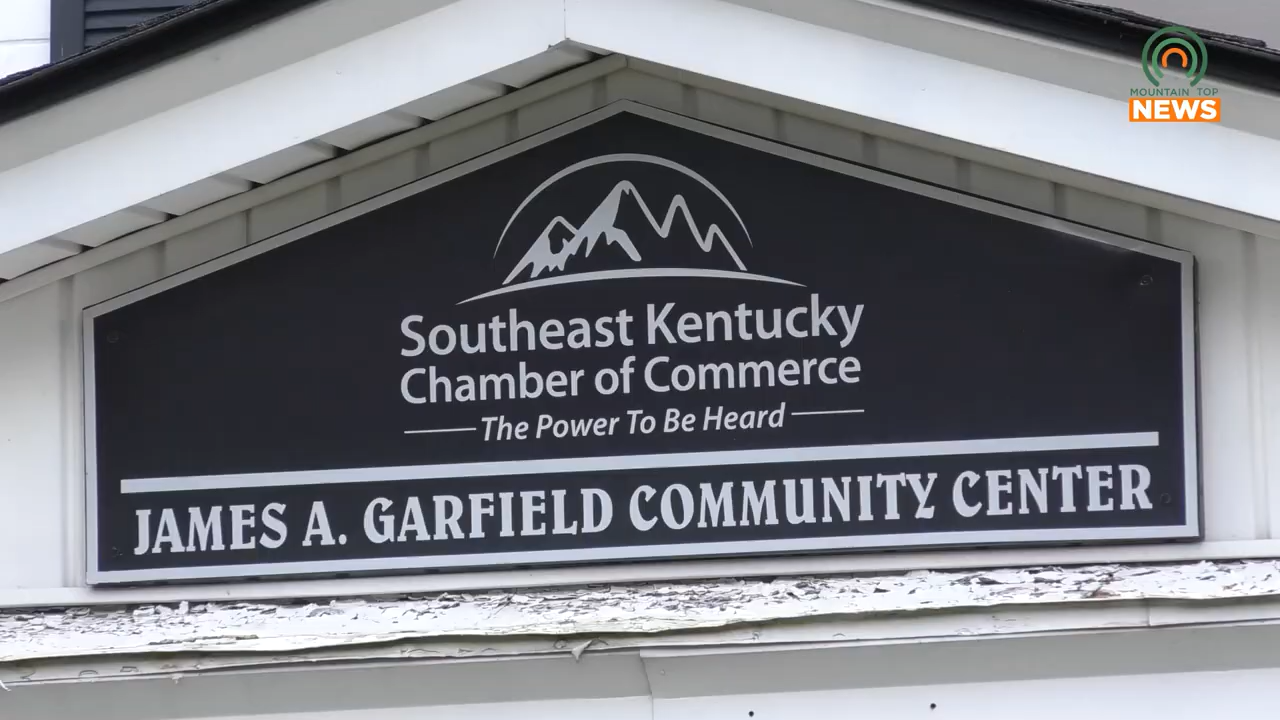 MOUNTAIN TOP
NEWS
Southeast Kentucky
Chamber of Commerce
The Power To Be Heard
JAMES A. GARFIELD COMMUNITY CENTER